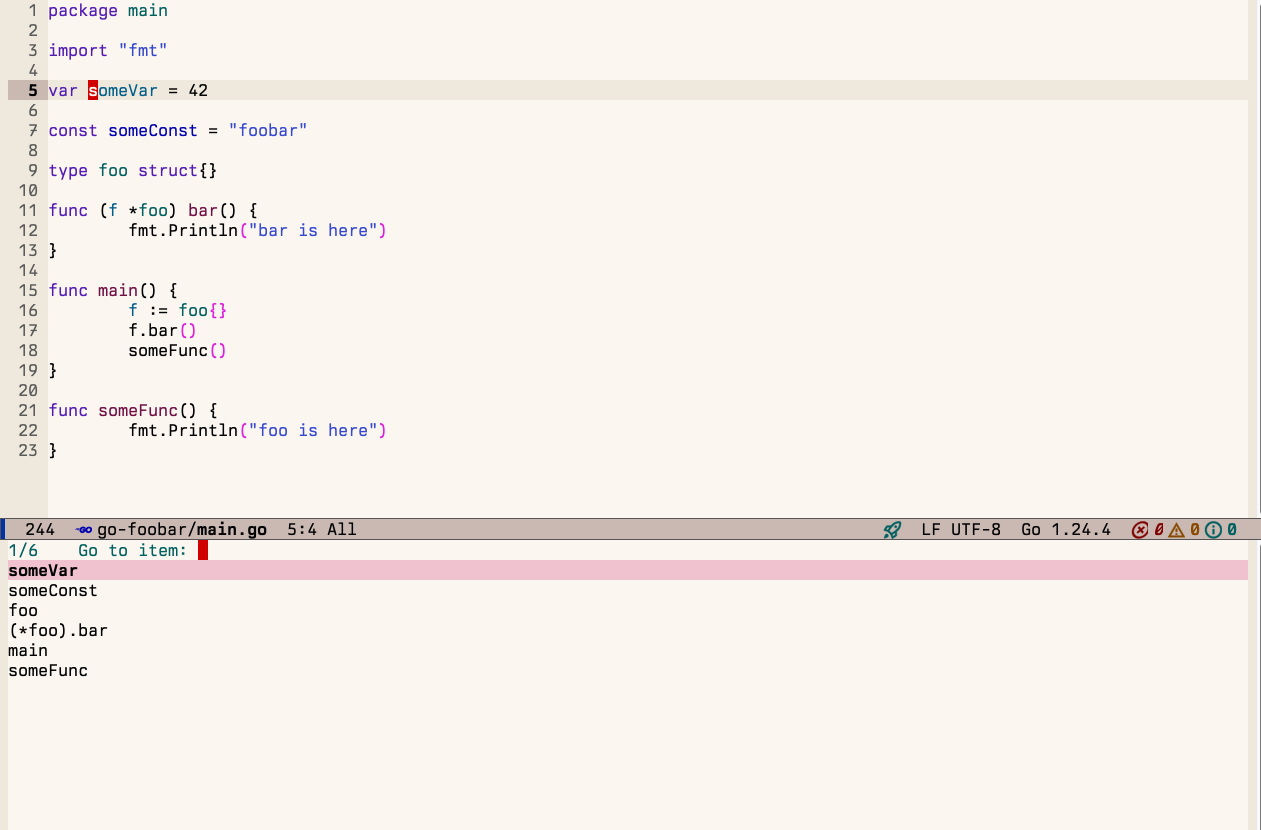 1 package main
2
3 import "fmt"
4
5 var someVar = 42
6
7 const someConst = "foobar"
8
9 type foo struct{}
10
11 func (f *foo) bar() {
12         fmt.Println("bar is here")
13 }
14
15 func main() {
16         f := foo{}
17         f.bar()
18         someFunc()
19 }
20
21 func someFunc() {
22         fmt.Println("foo is here")
23 }
244 GO go-foobar/main.go 5:4 All LF UTF-8 Go 1.24.4 0 0 0
1/6 Go to item:
someVar
someConst
foo
(*foo).bar
main
someFunc